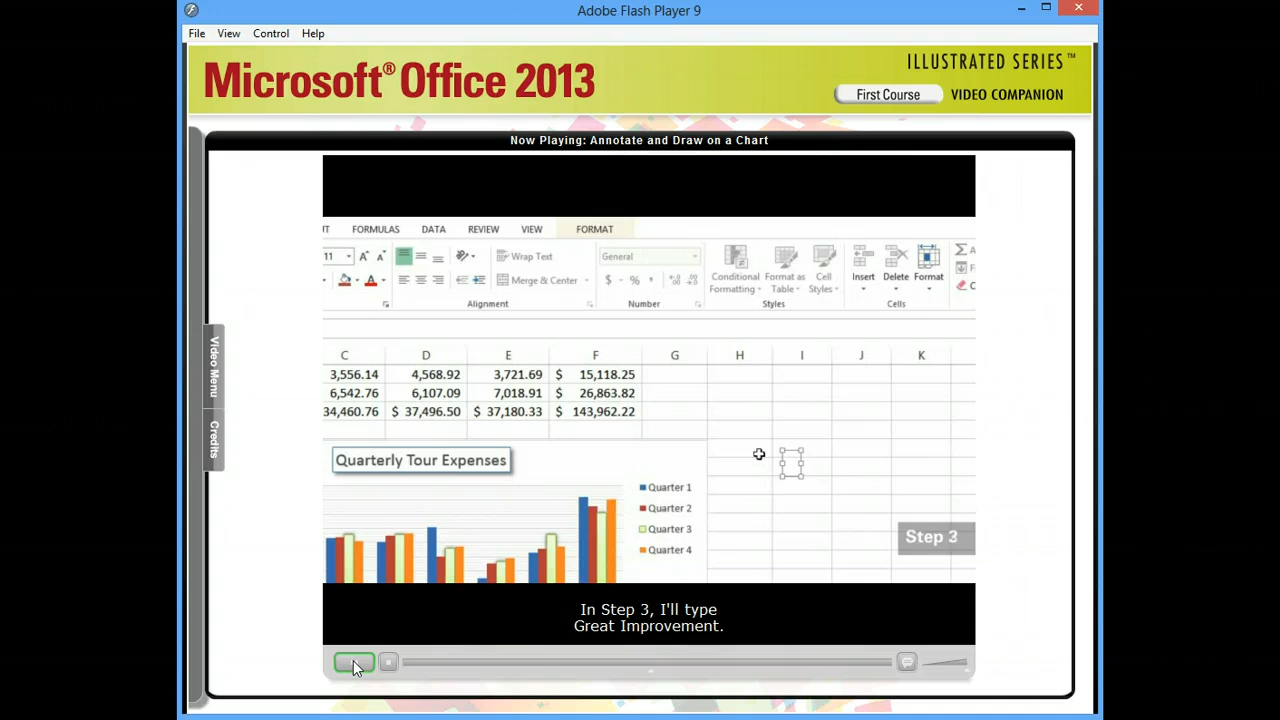 Adobe Flash Player 9
File View Control Help
Microsoft® Office 2013
ILLUSTRATED SERIES™
First Course VIDEO COMPANION
Now Playing: Annotate and Draw on a Chart
FORMULAS DATA REVIEW VIEW FORMAT
11 Wrap Text General Conditional Formatting Format as Table Cell Styles Insert Delete Format
Merge & Center $ % ,
Alignment Number Styles Cells
C D E F G H I J K
3,556.14 4,568.92 3,721.69 $ 15,118.25
6,542.76 6,107.09 7,018.91 $ 26,863.82
34,460.76 $ 37,496.50 $ 37,180.33 $ 143,962.22
Quarterly Tour Expenses
Quarter 1
Quarter 2
Quarter 3
Quarter 4
Step 3
In Step 3, I'll type
Great Improvement.
Video Menu
Credits